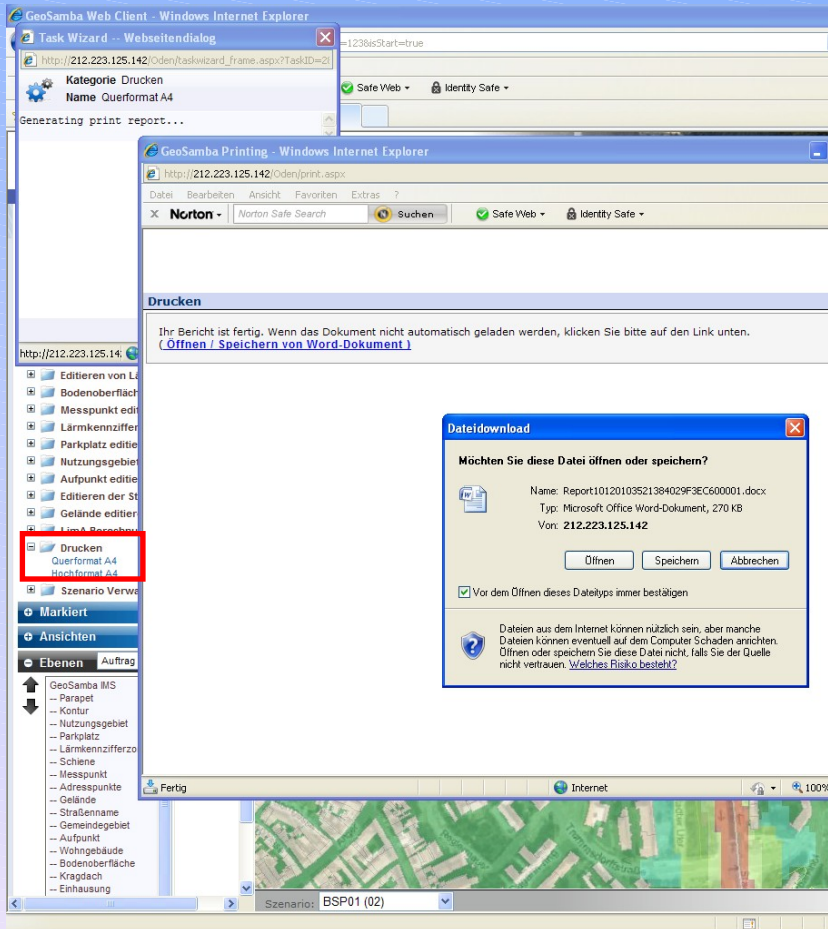 GeoSamba Web Client - Windows Internet Explorer
Task Wizard -- Webseitendialog
=123&isStart=true
http://212.223.125.142/Oden/taskwizard_frame.aspx?TaskID=2
Kategorie Drucken
Name Querformat A4
Safe Web
Identity Safe
Generating print report...
GeoSamba Printing - Windows Internet Explorer
http://212.223.125.142/Oden/print.aspx
Datei Bearbeiten Ansicht Favoriten Extras ?
x Norton Norton Safe Search Suchen Safe Web Identity Safe
Drucken
Ihr Bericht ist fertig. Wenn das Dokument nicht automatisch geladen werden, klicken Sie bitte auf den Link unten.
( Öffnen / Speichern von Word-Dokument )
http://212.223.125.14
Editieren von Lä
Bodenoberfläch
Messpunkt edit
Lärmkennziffer
Parkplatz editie
Nutzungsgebiet
Aufpunkt editie
Editieren der St
Gelände editier
LimA Berechnu
Drucken
Querformat A4
Hochformat A4
Szenario Verwa
Markiert
Ansichten
Ebenen Auftrag
GeoSamba IMS
-- Parapet
-- Kontur
-- Nutzungsgebiet
-- Parkplatz
-- Lärmkennzifferzo
-- Schiene
-- Messpunkt
-- Adresspunkte
-- Gelände
-- Straßenname
-- Gemeindegebiet
-- Aufpunkt
-- Wohngebäude
-- Bodenoberfläche
-- Kragdach
-- Einhausung
Dateidownload
Möchten Sie diese Datei öffnen oder speichern?
Name: Report10120103521384029F3EC600001.docx
Typ: Microsoft Office Word-Dokument, 270 KB
Von: 212.223.125.142
Öffnen Speichern Abbrechen
Vor dem Öffnen dieses Dateityps immer bestätigen
Dateien aus dem Internet können nützlich sein, aber manche
Dateien können eventuell auf dem Computer Schaden anrichten.
Öffnen oder speichern Sie diese Datei nicht, falls Sie der Quelle
nicht vertrauen. Welches Risiko besteht?
Fertig Internet 100%
Szenario: BSP01 (02)